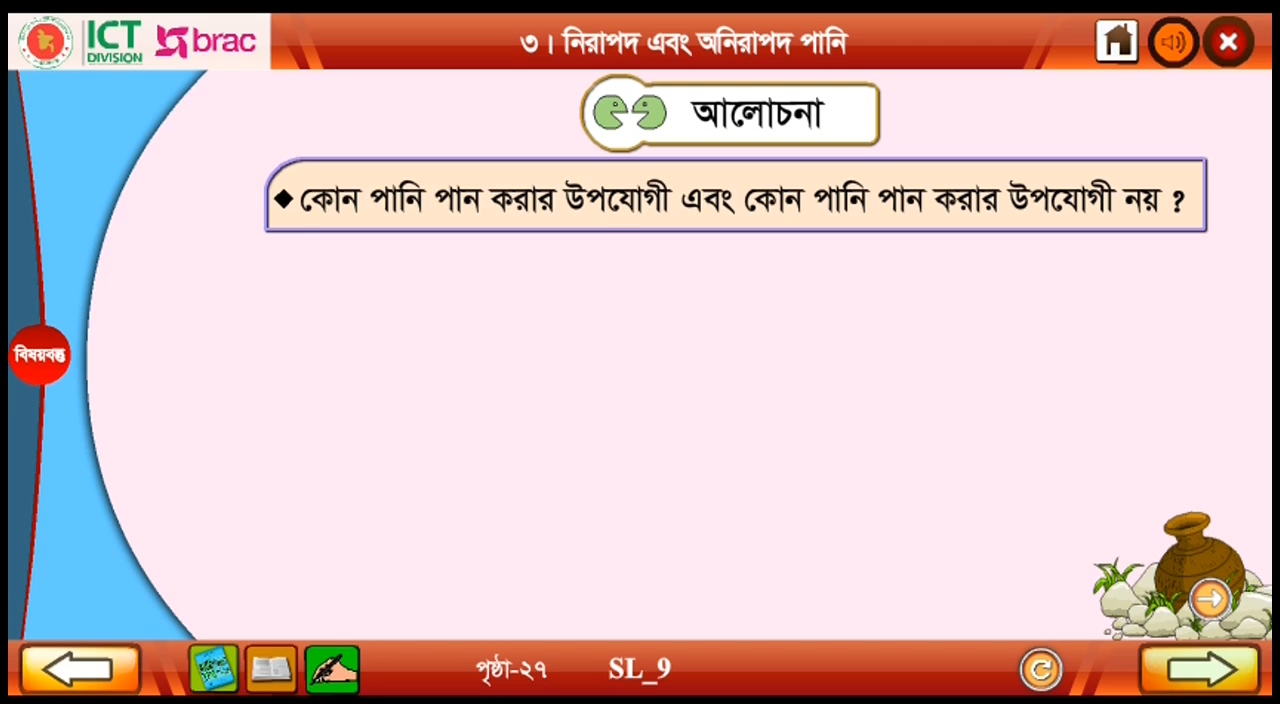 ICT
DIVISION
brac
৩। নিরাপদ এবং অনিরাপদ পানি
আলোচনা
◆ কোন পানি পান করার উপযোগী এবং কোন পানি পান করার উপযোগী নয় ?
বিষয়বস্তু
পৃষ্ঠা-২৭
SL_9